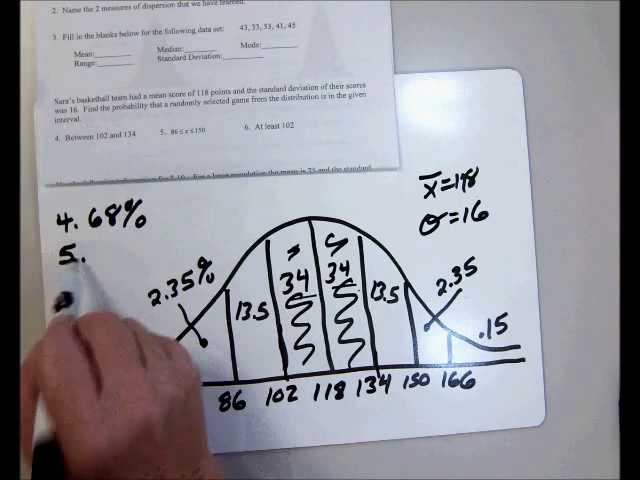 2. Name the 2 measures of dispersion that we have learned.
3. Fill in the blanks below for the following data set: 43, 33, 53, 41, 45
Mean:_______ Median:_______ Mode:_______
Range:_______ Standard Deviation:_______
Sara's basketball team had a mean score of 118 points and the standard deviation of their scores
was 16. Find the probability that a randomly selected game from the distribution is in the given
interval.
4. Between 102 and 134 5. 86 ≤ x ≤ 150 6. At least 102
x̄=118
σ=16
4. 68%
5.
2.35% 13.5 34 34 13.5 2.35 .15
86 102 118 134 150 166